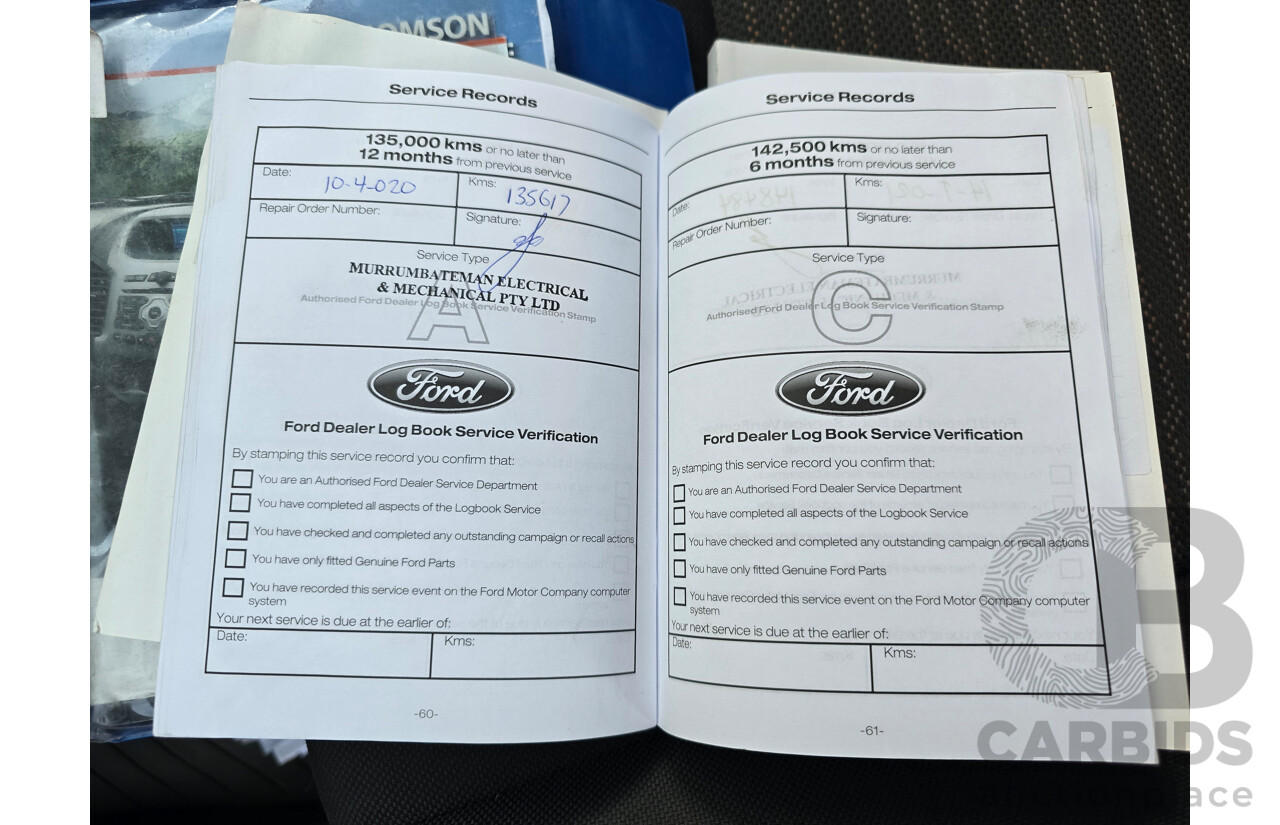 OMSON
Service Records
135,000 kms or no later than
12 months from previous service
Date:
10-4-020
Kms:
135617
Repair Order Number:
Signature:
Service Type
MURRUMBATEMAN ELECTRICAL
& MECHANICAL PTY LTD
Authorised Ford Dealer Log Book Service Verification Stamp
A
Ford
Ford Dealer Log Book Service Verification
By stamping this service record you confirm that:
You are an Authorised Ford Dealer Service Department
You have completed all aspects of the Logbook Service
You have checked and completed any outstanding campaign or recall actions
You have only fitted Genuine Ford Parts
You have recorded this service event on the Ford Motor Company computer
system
Your next service is due at the earlier of:
Date:
Kms:
-60-
Service Records
142,500 kms or no later than
6 months from previous service
Date:
Kms:
Repair Order Number:
Signature:
Service Type
Authorised Ford Dealer Log Book Service Verification Stamp
C
Ford
Ford Dealer Log Book Service Verification
By stamping this service record you confirm that:
You are an Authorised Ford Dealer Service Department
You have completed all aspects of the Logbook Service
You have checked and completed any outstanding campaign or recall actions
You have only fitted Genuine Ford Parts
You have recorded this service event on the Ford Motor Company computer
system
Your next service is due at the earlier of:
Date:
Kms:
-61-
CB
CARBIDS
auctionplace